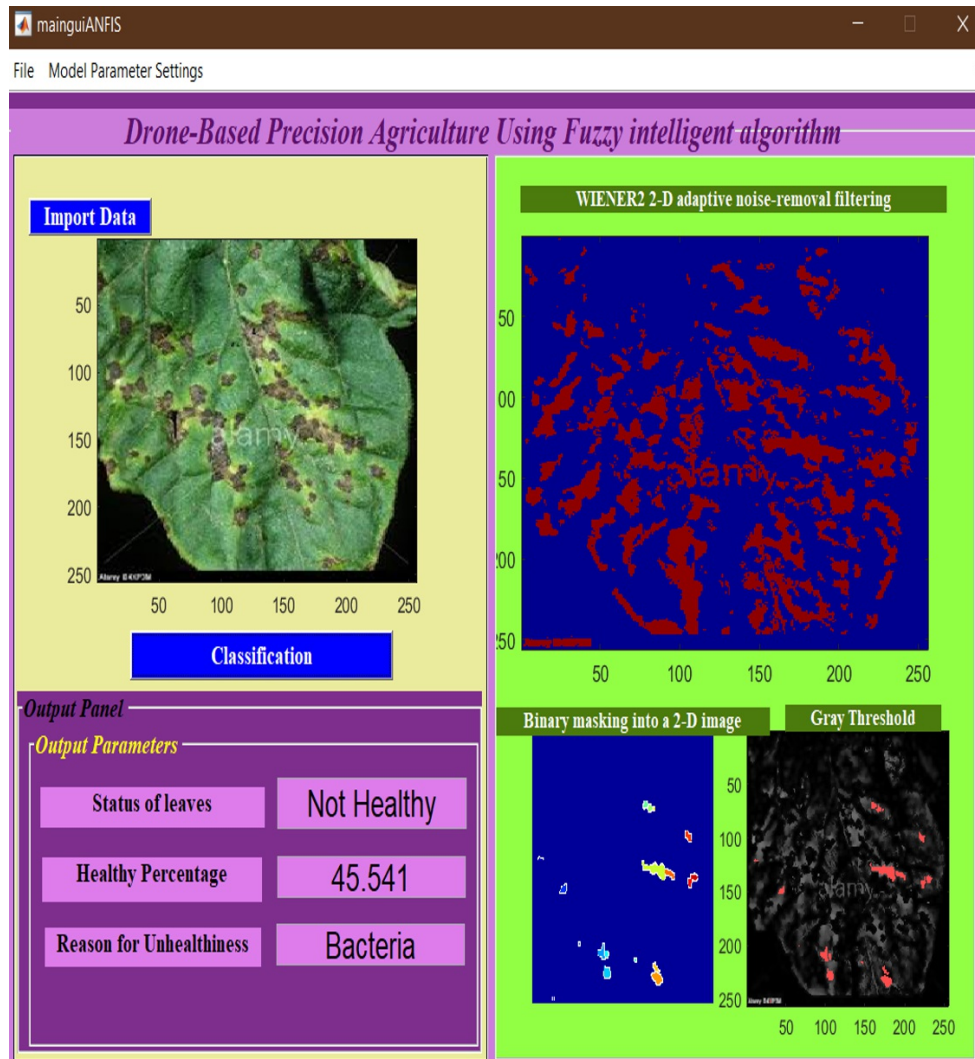 mainguiANFIS
File Model Parameter Settings
Drone-Based Precision Agriculture Using Fuzzy intelligent algorithm
Import Data
50
100
150
200
250
alamy
50 100 150 200 250
Classification
Output Panel
Output Parameters
Status of leaves Not Healthy
Healthy Percentage 45.541
Reason for Unhealthiness Bacteria
WIENER2 2-D adaptive noise-removal filtering
50
00
50
00
50
alamy
50 100 150 200 250
Binary masking into a 2-D image
Gray Threshold
50
100
150
200
250
alamy
50 100 150 200 250